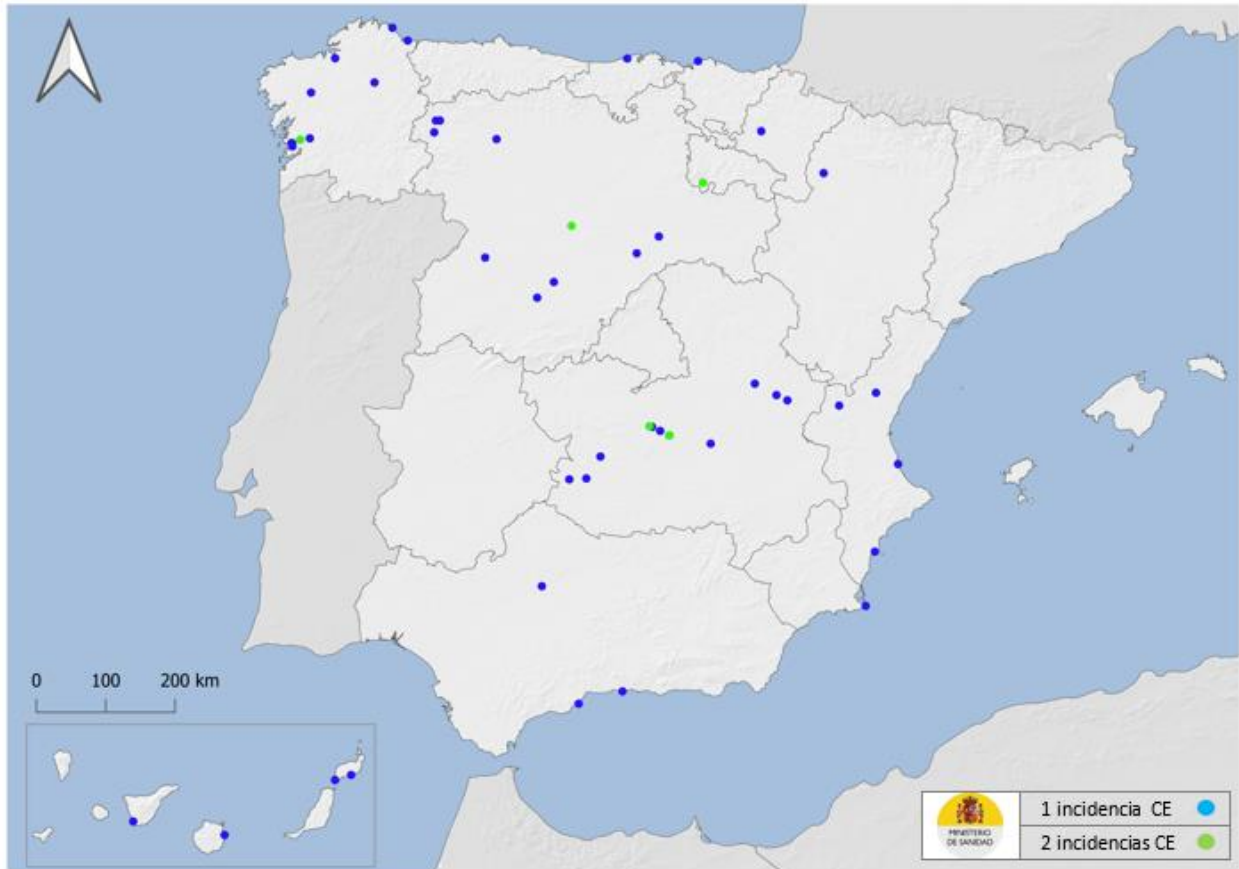 0 100 200 km
MINISTERIO
DE SANIDAD
1 incidencia CE
2 incidencias CE